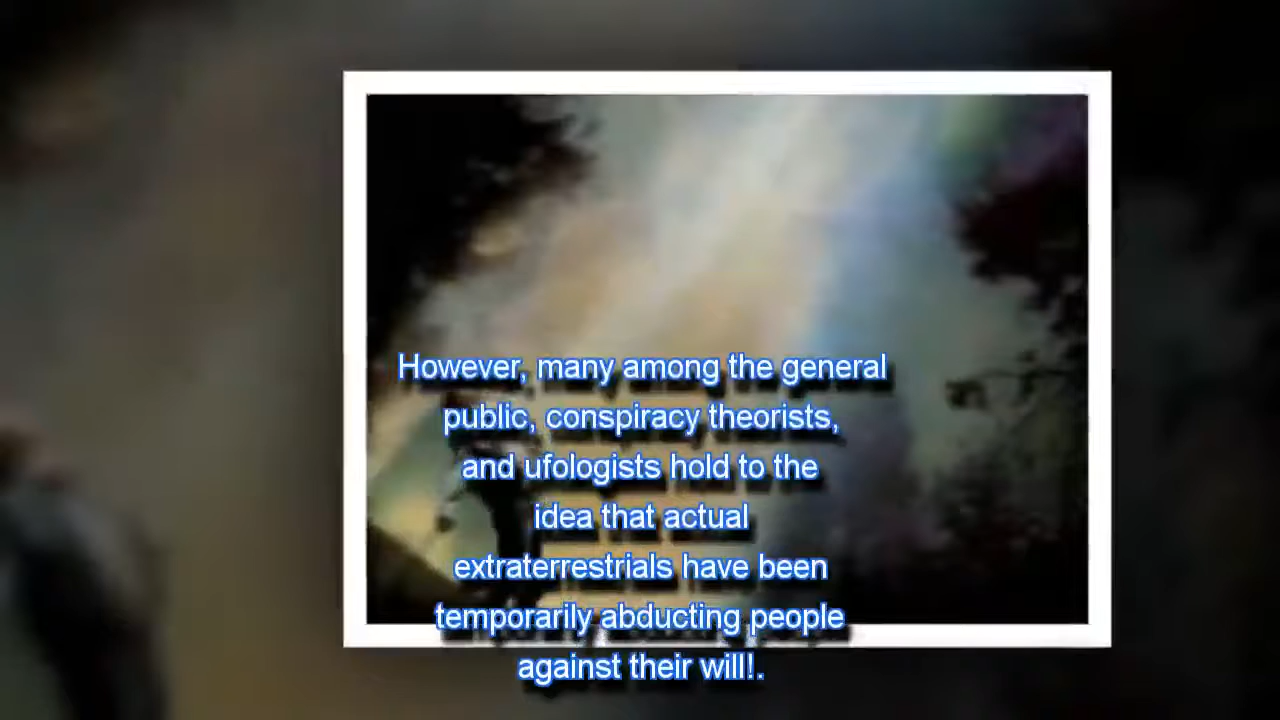 However, many among the general
public, conspiracy theorists,
and ufologists hold to the
idea that actual
extraterrestrials have been
temporarily abducting people
against their will!.